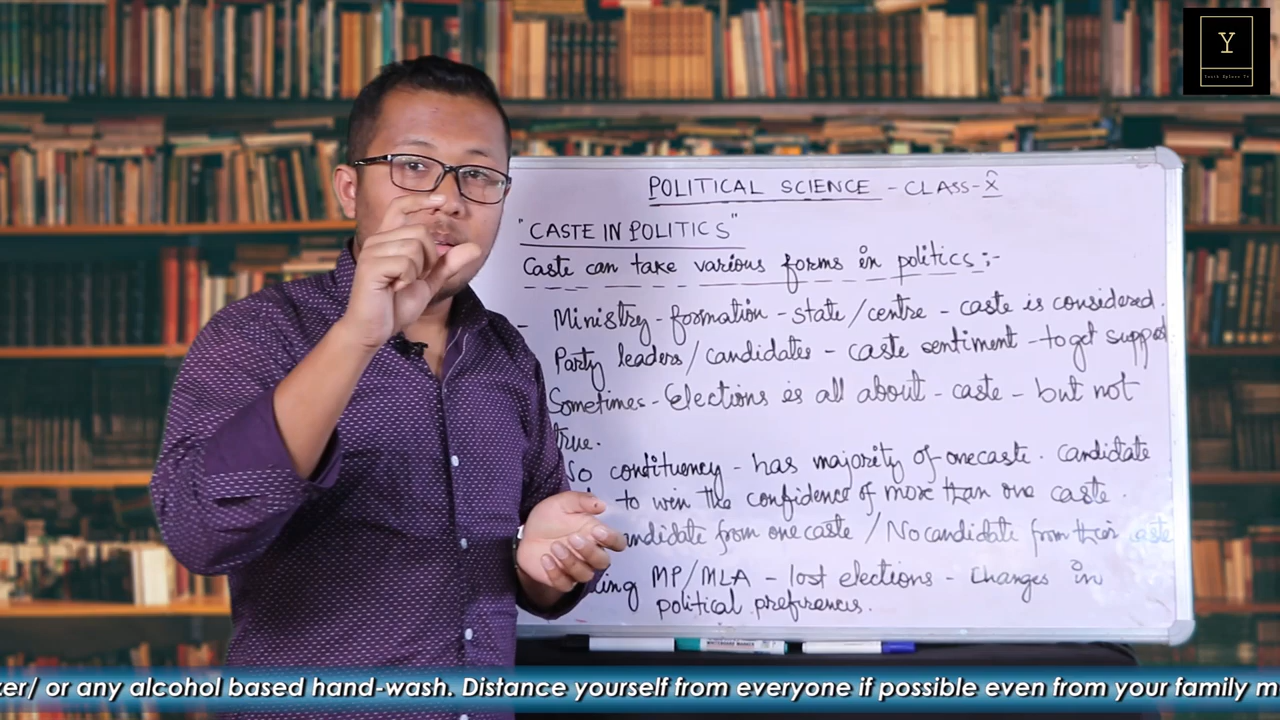 Y
POLITICAL SCIENCE - CLASS-X
"CASTE IN POLITICS"
Caste can take various forms in politics ;-
- Ministry - formation - state/centre - caste is considered.
Party leaders/candidates - caste sentiment - to get support
Sometimes - Elections is all about - caste - but not
true.
No contituency - has majority of one caste. Candidate
to win the confidence of more than one caste.
andidate from one caste / No candidate from their caste
MP/MLA - lost elections - Changes in
political prefrences.
zer/ or any alcohol based hand-wash. Distance yourself from everyone if possible even from your family m